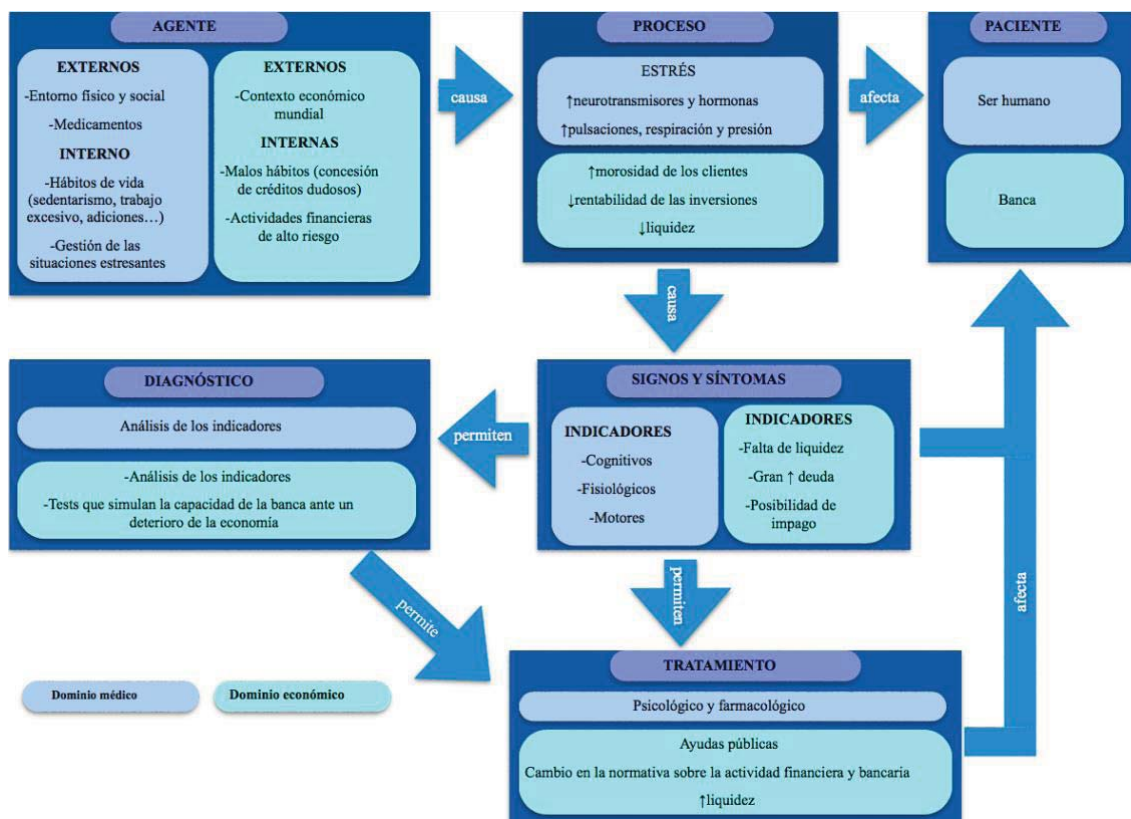 AGENTE
EXTERNOS
-Entorno físico y social
-Medicamentos
INTERNO
-Hábitos de vida
(sedentarismo, trabajo
excesivo, adiciones…)
-Gestión de las
situaciones estresantes
EXTERNOS
-Contexto económico
mundial
INTERNAS
-Malos hábitos (concesión
de créditos dudosos)
-Actividades financieras
de alto riesgo
causa
PROCESO
ESTRÉS
↑neurotransmisores y hormonas
↑pulsaciones, respiración y presión
↑morosidad de los clientes
↓rentabilidad de las inversiones
↓liquidez
afecta
PACIENTE
Ser humano
Banca
causa
DIAGNÓSTICO
Análisis de los indicadores
-Análisis de los indicadores
-Tests que simulan la capacidad de la banca ante un
deterioro de la economía
permiten
SIGNOS Y SÍNTOMAS
INDICADORES
-Cognitivos
-Fisiológicos
-Motores
INDICADORES
-Falta de liquidez
-Gran ↑ deuda
-Posibilidad de
impago
permite
permiten
afecta
TRATAMIENTO
Psicológico y farmacológico
Ayudas públicas
Cambio en la normativa sobre la actividad financiera y bancaria
↑liquidez
Dominio médico
Dominio económico